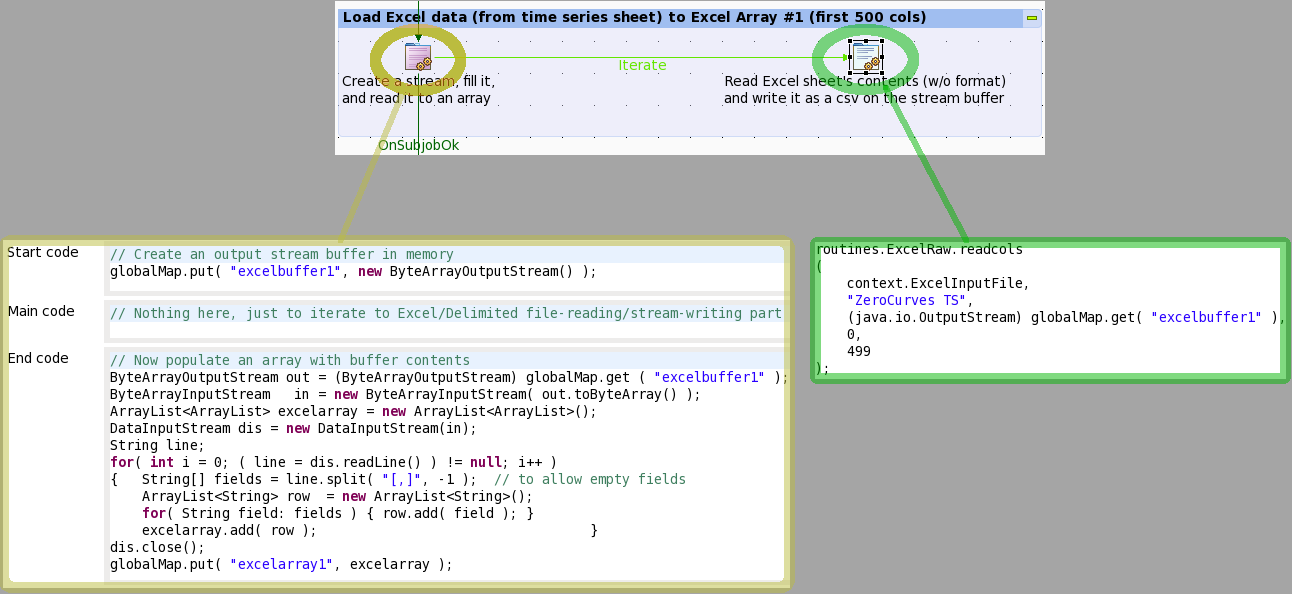 Load Excel data (from time series sheet) to Excel Array #1 (first 500 cols)
Iterate
Create a stream, fill it,
and read it to an array
Read Excel sheet's contents (w/o format)
and write it as a csv on the stream buffer
OnSubjobOk
Start code
// Create an output stream buffer in memory
globalMap.put( "excelbuffer1", new ByteArrayOutputStream() );
Main code
// Nothing here, just to iterate to Excel/Delimited file-reading/stream-writing part
End code
// Now populate an array with buffer contents
ByteArrayOutputStream out = (ByteArrayOutputStream) globalMap.get ( "excelbuffer1" );
ByteArrayInputStream   in = new ByteArrayInputStream( out.toByteArray() );
ArrayList<ArrayList> excelarray = new ArrayList<ArrayList>();
DataInputStream dis = new DataInputStream(in);
String line;
for( int i = 0; ( line = dis.readLine() ) != null; i++ )
{   String[] fields = line.split( "[,]", -1 );  // to allow empty fields
    ArrayList<String> row  = new ArrayList<String>();
    for( String field: fields ) { row.add( field ); }
    excelarray.add( row );                                   }
dis.close();
globalMap.put( "excelarray1", excelarray );
routines.ExcelRaw.readcols
(
    context.ExcelInputFile,
    "ZeroCurves TS",
    (java.io.OutputStream) globalMap.get( "excelbuffer1" ),
    0,
    499
);